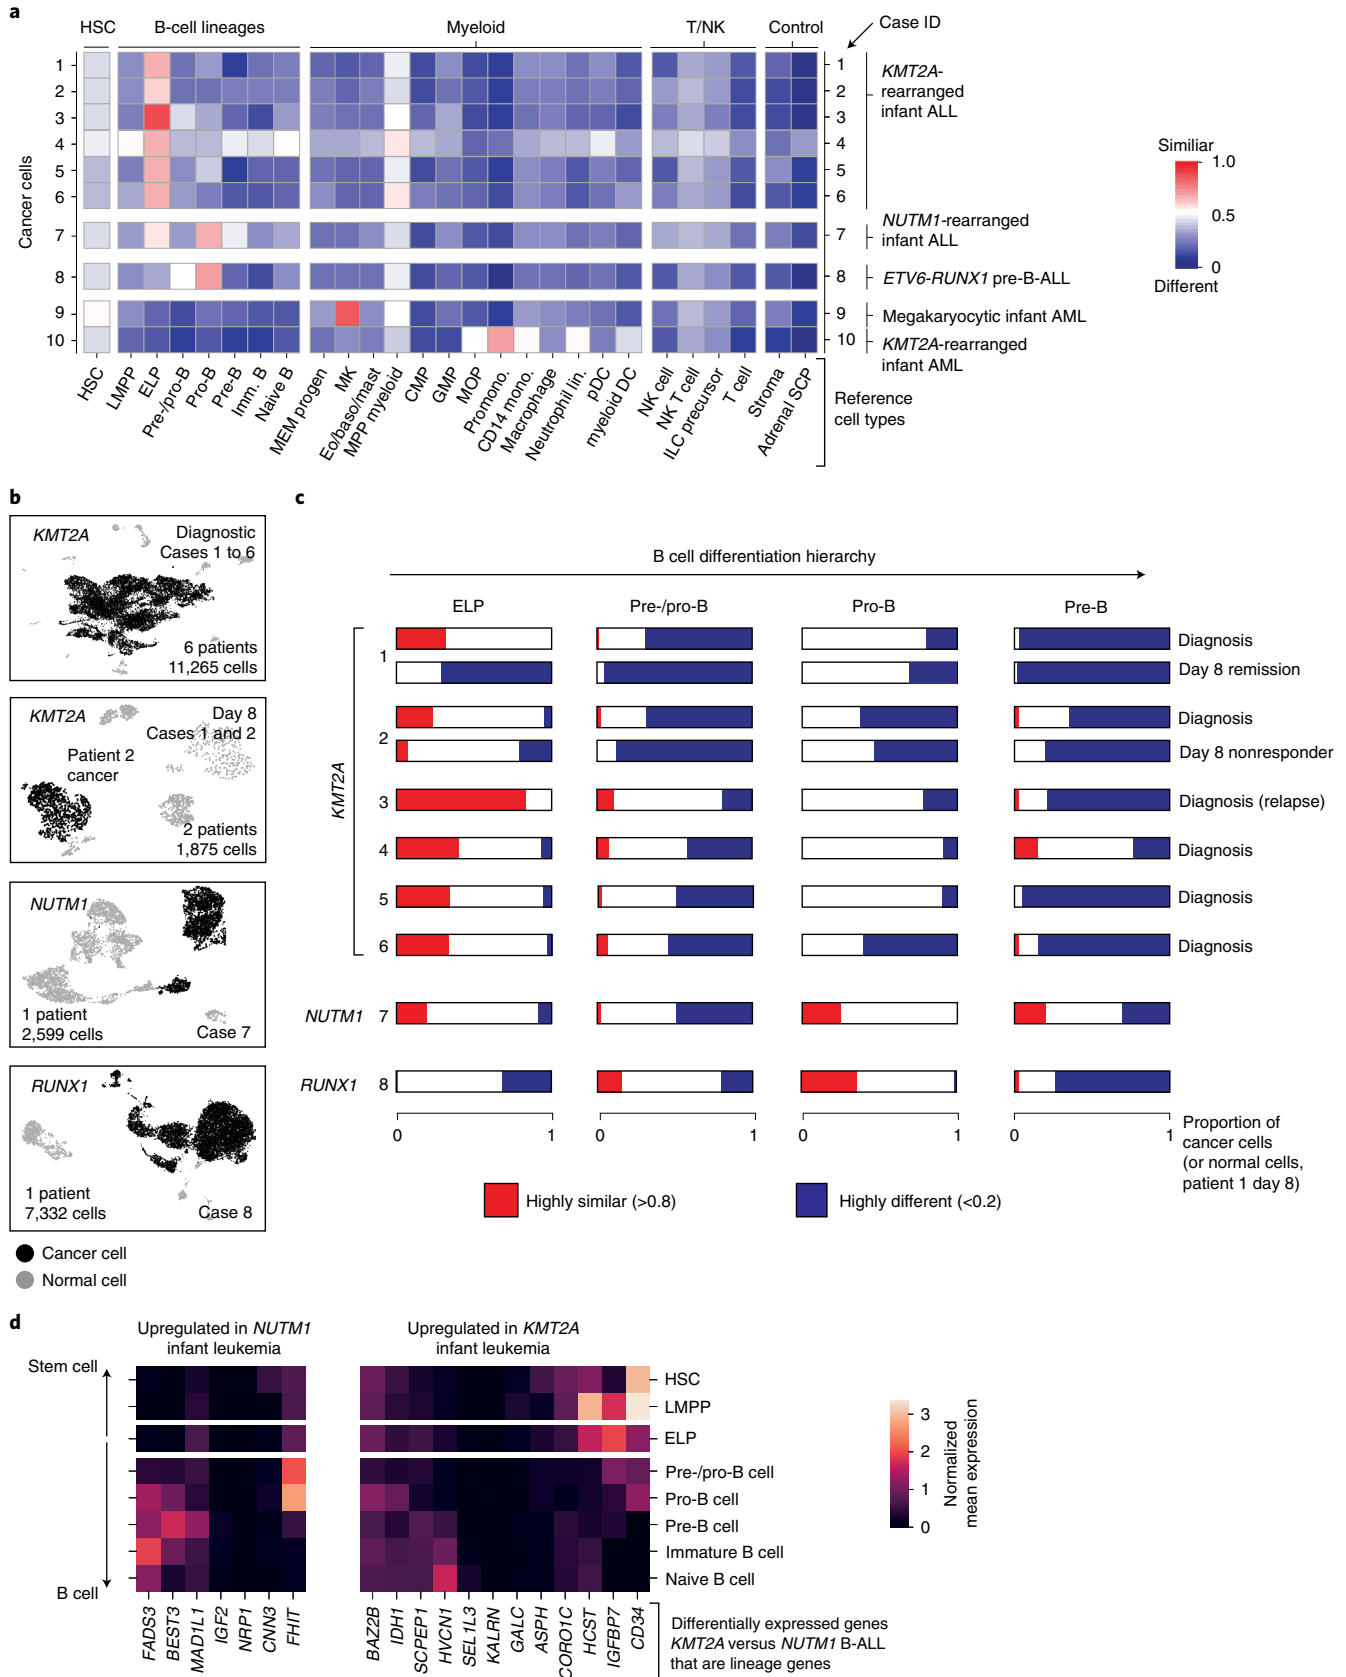 a
HSC
B-cell lineages
Myeloid
T/NK
Control
Case ID
Cancer cells
1
2
3
4
5
6
7
8
9
10
1
2
3
4
5
6
7
8
9
10
KMT2A-
rearranged
infant ALL
NUTM1-rearranged
infant ALL
ETV6-RUNX1 pre-B-ALL
Megakaryocytic infant AML
KMT2A-rearranged
infant AML
Similiar
1.0
0.5
0
Different
HSC
LMPP
ELP
Pre-/pro-B
Pro-B
Pre-B
Imm. B
Naive B
MEM progen
MK
Eo/baso/mast
MPP myeloid
CMP
GMP
MOP
Promono.
CD14 mono.
Macrophage
Neutrophil lin.
pDC
myeloid DC
NK cell
NK T cell
ILC precursor
T cell
Stroma
Adrenal SCP
Reference
cell types
b
KMT2A
Diagnostic
Cases 1 to 6
6 patients
11,265 cells
KMT2A
Day 8
Cases 1 and 2
Patient 2
cancer
2 patients
1,875 cells
NUTM1
1 patient
2,599 cells
Case 7
RUNX1
1 patient
7,332 cells
Case 8
Cancer cell
Normal cell
c
B cell differentiation hierarchy
ELP
Pre-/pro-B
Pro-B
Pre-B
KMT2A
1
Diagnosis
Day 8 remission
2
Diagnosis
Day 8 nonresponder
3
Diagnosis (relapse)
4
Diagnosis
5
Diagnosis
6
Diagnosis
NUTM1 7
RUNX1 8
0 1
0 1
0 1
0 1
Proportion of
cancer cells
(or normal cells,
patient 1 day 8)
Highly similar (>0.8)
Highly different (<0.2)
d
Upregulated in NUTM1
infant leukemia
Upregulated in KMT2A
infant leukemia
Stem cell
B cell
HSC
LMPP
ELP
Pre-/pro-B cell
Pro-B cell
Pre-B cell
Immature B cell
Naive B cell
3
2
1
0
Normalized
mean expression
FADS3
BEST3
MAD1L1
IGF2
NRP1
CNN3
FHIT
BAZ2B
IDH1
SCPEP1
HVCN1
SEL1L3
KALRN
GALC
ASPH
CORO1C
HCST
IGFBP7
CD34
Differentially expressed genes
KMT2A versus NUTM1 B-ALL
that are lineage genes